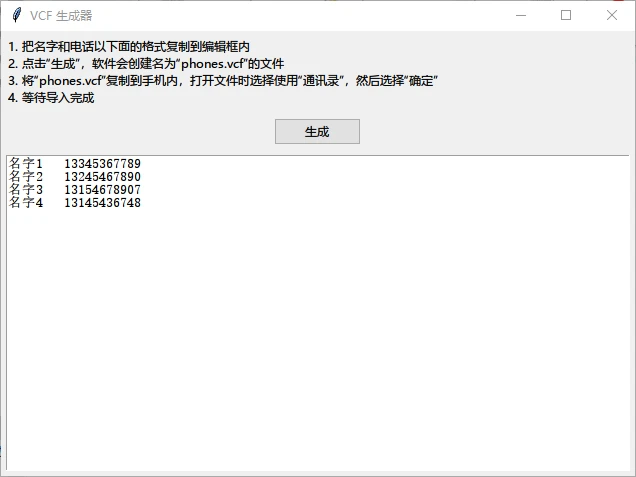 VCF 生成器
1. 把名字和电话以下面的格式复制到编辑框内
2. 点击“生成”，软件会创建名为“phones.vcf”的文件
3. 将“phones.vcf”复制到手机内，打开文件时选择使用“通讯录”，然后选择“确定”
4. 等待导入完成
生成
名字1 13345367789
名字2 13245467890
名字3 13154678907
名字4 13145436748